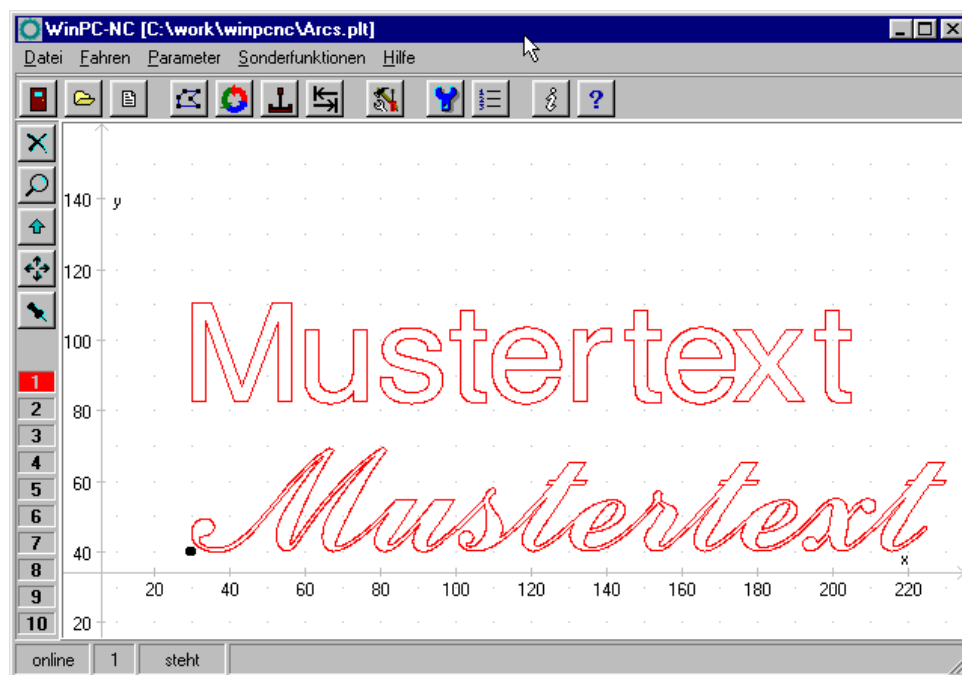 WinPC-NC [C:\work\winpcnc\Arcs.plt]
Datei Fahren Parameter Sonderfunktionen Hilfe
?
140 y
120
100
Mustertext
1
2
80
3
4
60
5
Mustertext
6
7
40
x
8
20 40 60 80 100 120 140 160 180 200 220
9
10
20
online 1 steht